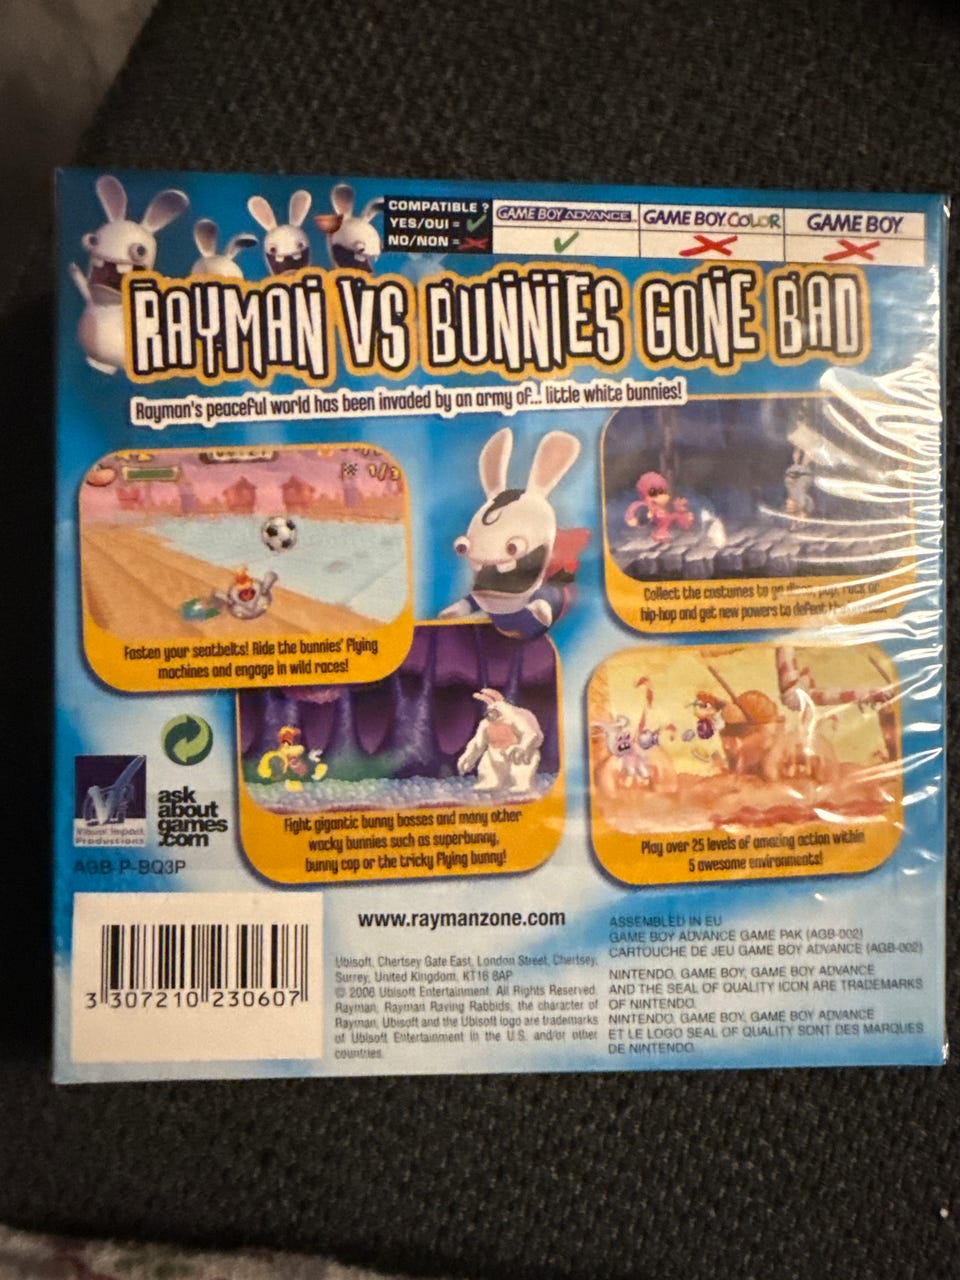 COMPATIBLE ?
YES/OUI =
NO/NON =
GAME BOY ADVANCE
GAME BOY COLOR
GAME BOY
RAYMAN VS BUNNIES GONE BAD
Rayman's peaceful world has been invaded by an army of... little white bunnies!
1/3
Fasten your seatbelts! Ride the bunnies' flying
machines and engage in wild races!
Collect the costumes to go disco, punk, rock or
hip-hop and get new powers to defeat
Fight gigantic bunny bosses and many other
wacky bunnies such as superbunny,
bunny cop or the tricky flying bunny!
Play over 25 levels of amazing action within
5 awesome environments!
Visual Impact
Productions
ask
about
games
.com
AGB-P-BQ3P
3 307210 230607
www.raymanzone.com
Ubisoft, Chertsey Gate East, London Street, Chertsey,
Surrey, United Kingdom, KT16 8AP
© 2006 Ubisoft Entertainment. All Rights Reserved.
Rayman, Rayman Raving Rabbids, the character of
Rayman, Ubisoft and the Ubisoft logo are trademarks
of Ubisoft Entertainment in the U.S. and/or other
countries.
ASSEMBLED IN EU
GAME BOY ADVANCE GAME PAK (AGB-002)
CARTOUCHE DE JEU GAME BOY ADVANCE (AGB-002)
NINTENDO, GAME BOY, GAME BOY ADVANCE
AND THE SEAL OF QUALITY ICON ARE TRADEMARKS
OF NINTENDO.
NINTENDO, GAME BOY, GAME BOY ADVANCE
ET LE LOGO SEAL OF QUALITY SONT DES MARQUES
DE NINTENDO.